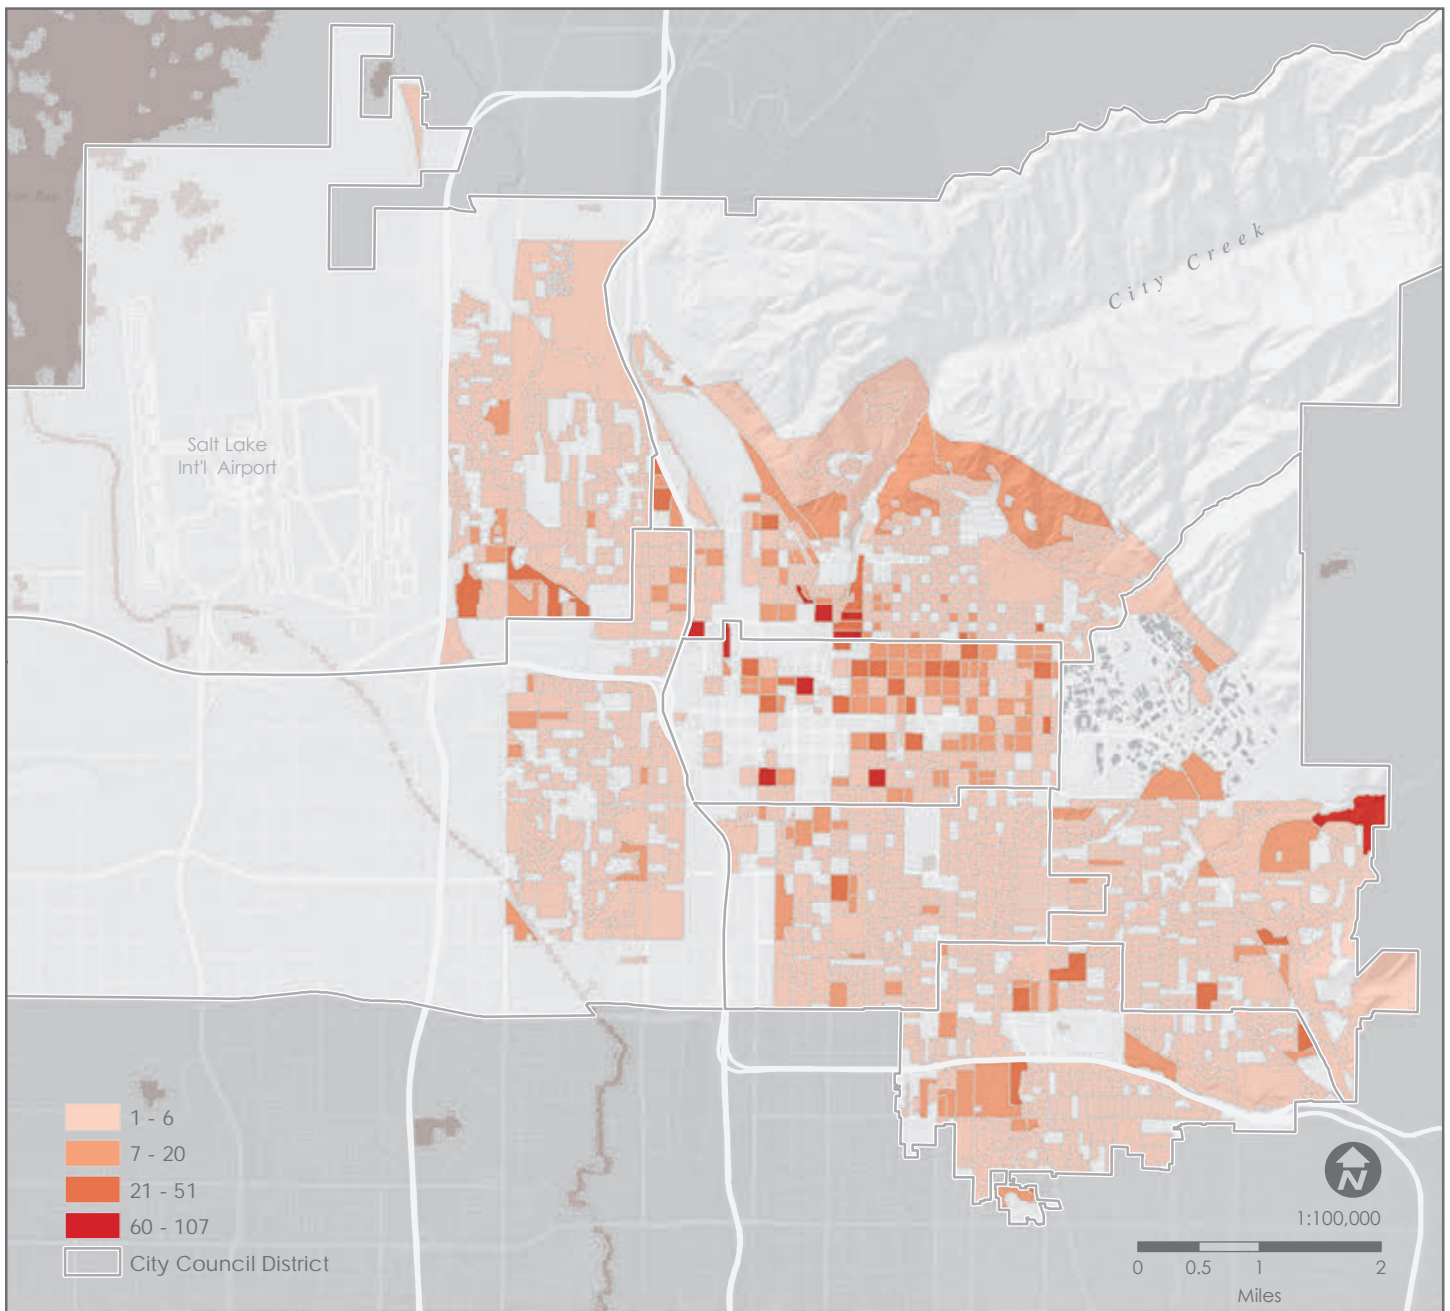 City Creek
Salt Lake
Int'l Airport
1 - 6
7 - 20
21 - 51
60 - 107
City Council District
N
1:100,000
0 0.5 1 2
Miles